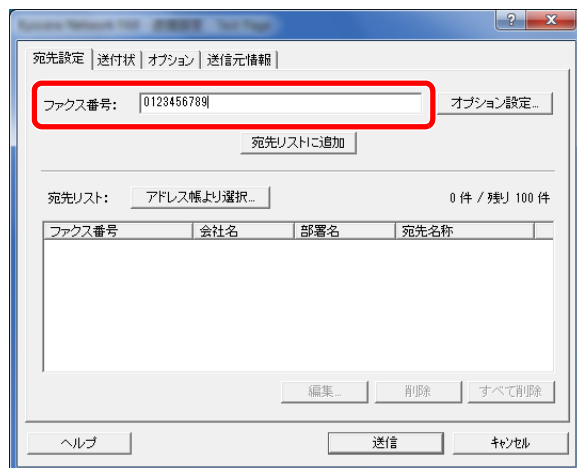 宛先設定 送付状 オプション 送信元情報
ファクス番号: 0123456789 オプション設定...
宛先リストに追加
宛先リスト: アドレス帳より選択... 0 件 / 残り 100 件
ファクス番号 会社名 部署名 宛先名称
編集... 削除 すべて削除
ヘルプ 送信 キャンセル